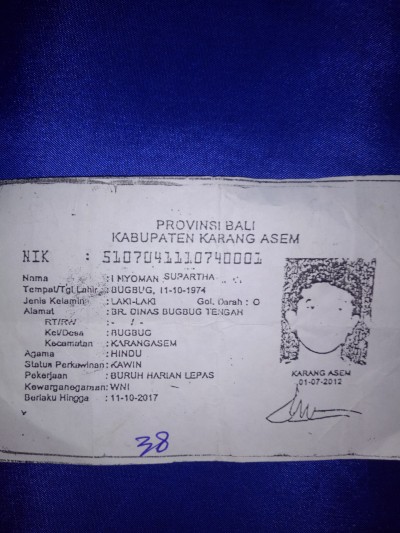 PROVINSI BALI
KABUPATEN KARANG ASEM
NIK : 5107041110740001
Nama : I NYOMAN SUPARTHA
Tempat/Tgl Lahir : BUGBUG, 11-10-1974
Jenis Kelamin : LAKI-LAKI Gol. Darah : O
Alamat : BR. DINAS BUGBUG TENGAH
RT/RW : - / -
Kel/Desa : BUGBUG
Kecamatan : KARANGASEM
Agama : HINDU
Status Perkawinan : KAWIN
Pekerjaan : BURUH HARIAN LEPAS
Kewarganegaraan : WNI
Berlaku Hingga : 11-10-2017
KARANG ASEM
01-07-2012
38